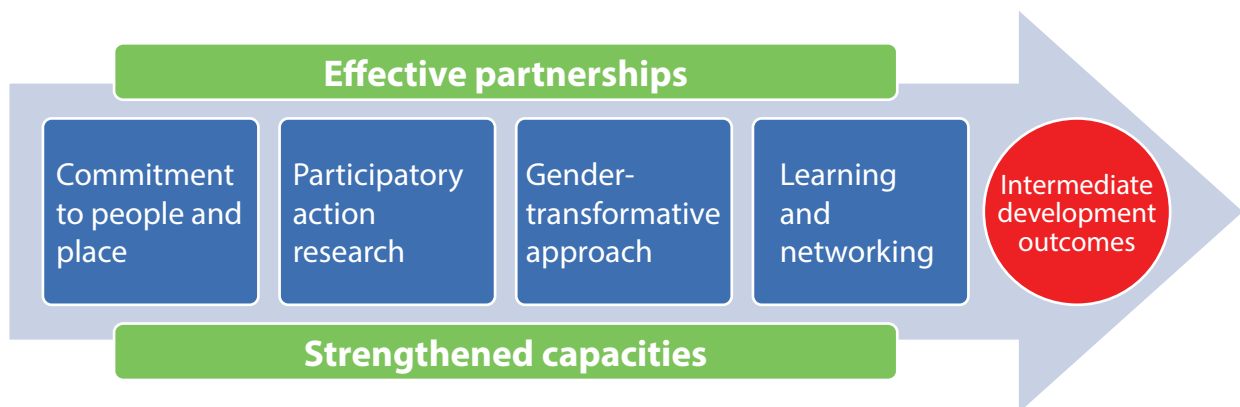 Effective partnerships
Commitment
to people and
place
Participatory
action
research
Gender-
transformative
approach
Learning
and
networking
Intermediate
development
outcomes
Strengthened capacities